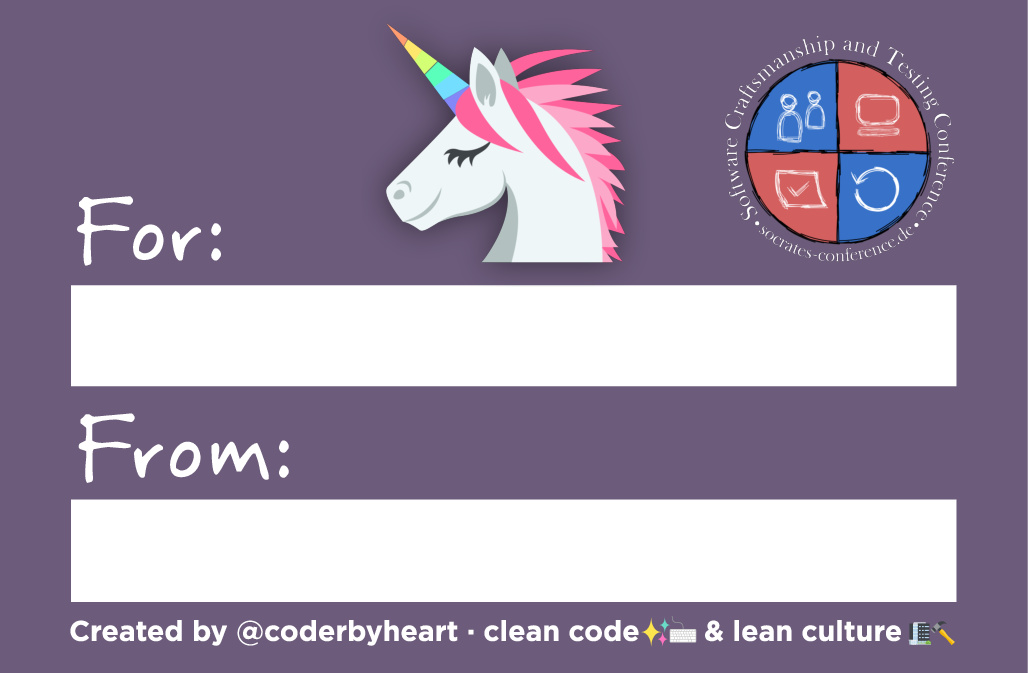 Software Craftsmanship and Testing Conference
• socrates-conference.de •
For:
From:
Created by @coderbyheart · clean code✨⌨️ & lean culture 📓🔨